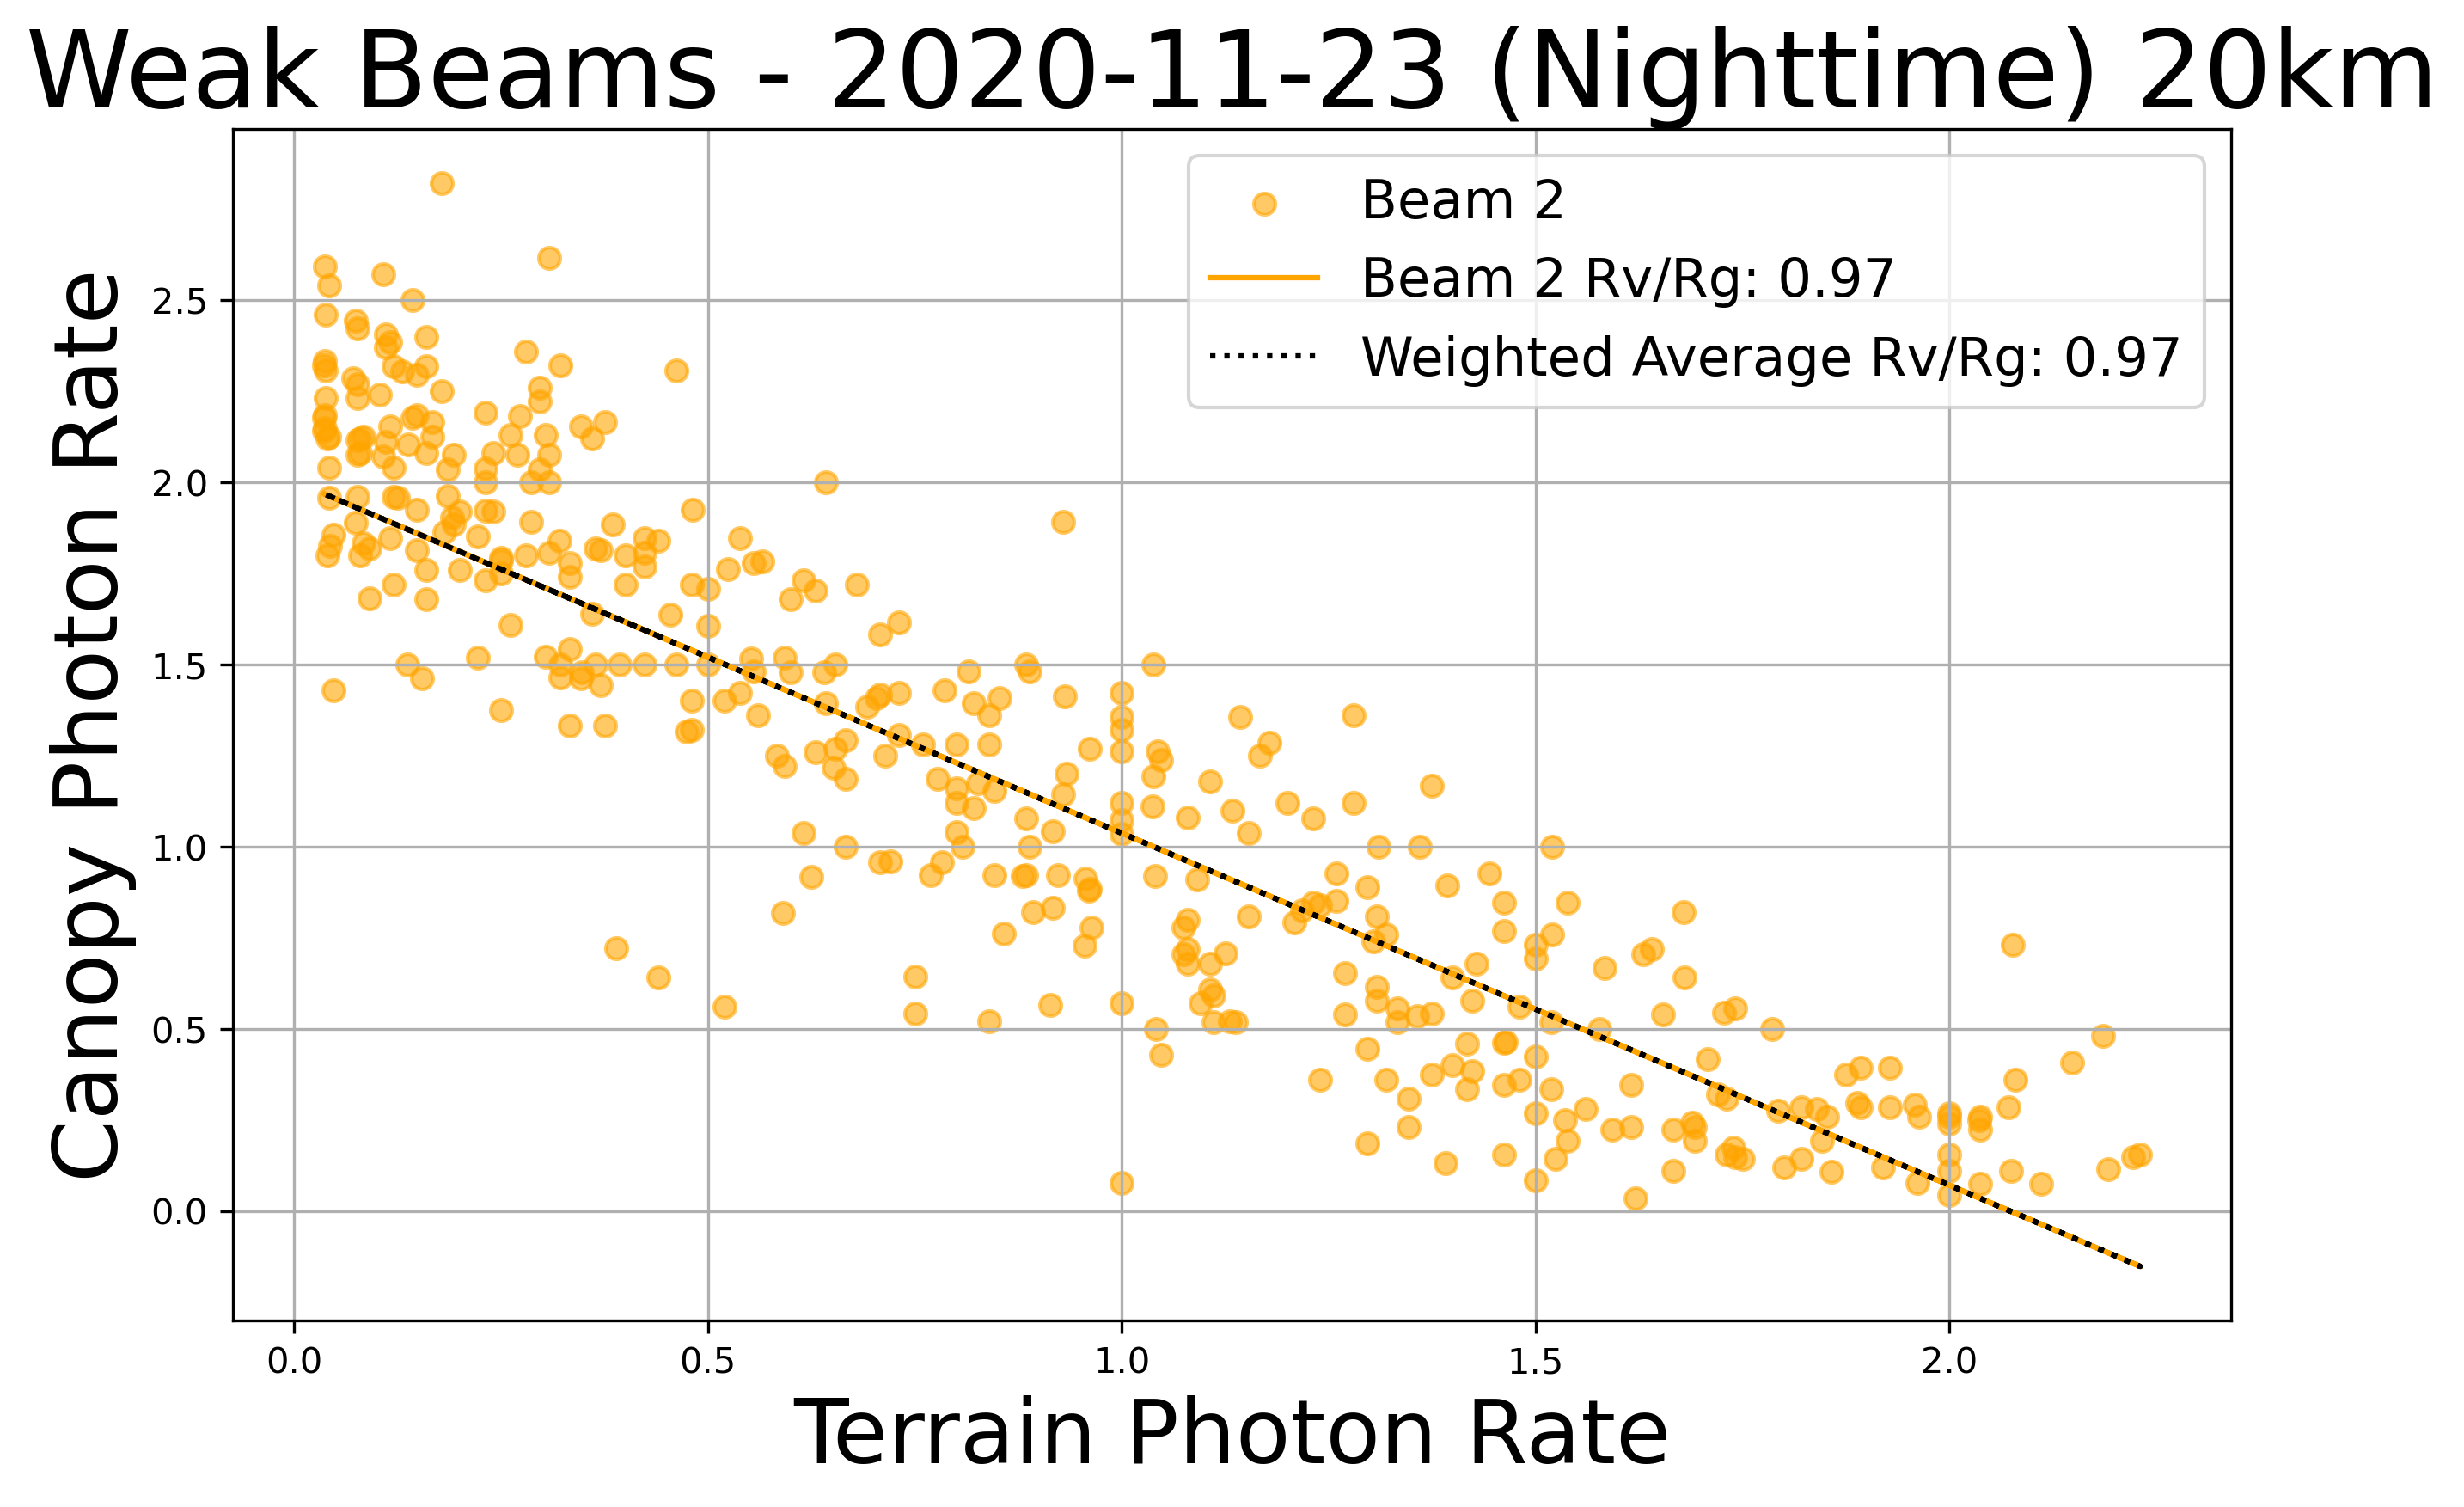 Weak Beams - 2020-11-23 (Nighttime) 20km
Beam 2
Beam 2 Rv/Rg: 0.97
Weighted Average Rv/Rg: 0.97
Canopy Photon Rate
2.5
2.0
1.5
1.0
0.5
0.0
0.0 0.5 1.0 1.5 2.0
Terrain Photon Rate